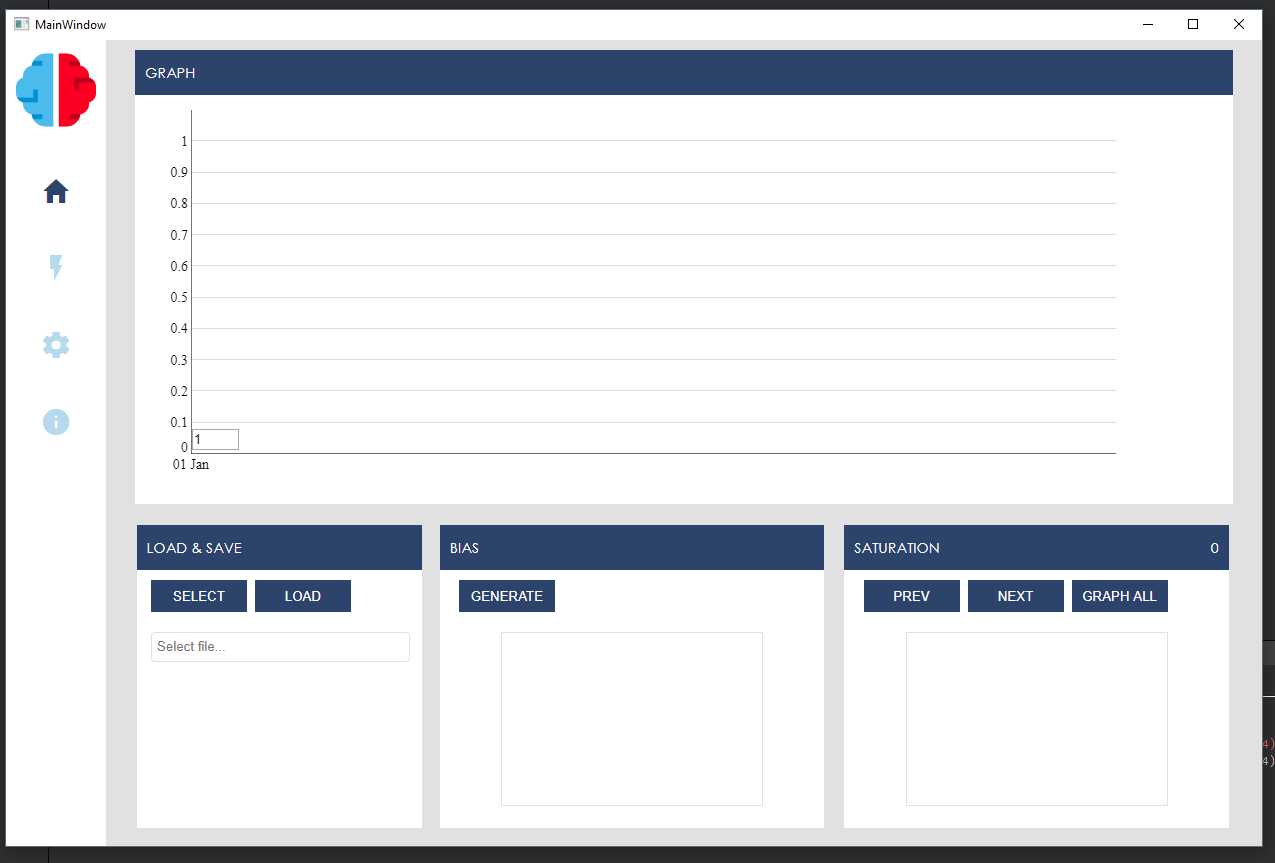 MainWindow
GRAPH
1
0.9
0.8
0.7
0.6
0.5
0.4
0.3
0.2
0.1
1
0
01 Jan
LOAD & SAVE
SELECT LOAD
Select file...
BIAS
GENERATE
SATURATION 0
PREV NEXT GRAPH ALL
4)
4)